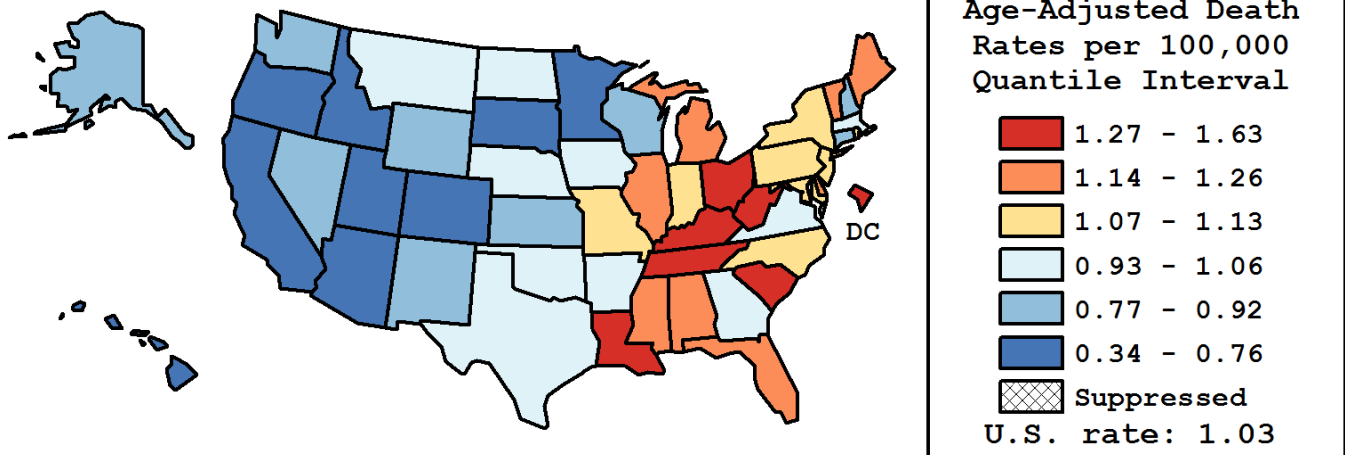 Age-Adjusted Death
Rates per 100,000
Quantile Interval
1.27 - 1.63
1.14 - 1.26
1.07 - 1.13
0.93 - 1.06
0.77 - 0.92
0.34 - 0.76
Suppressed
U.S. rate: 1.03
DC